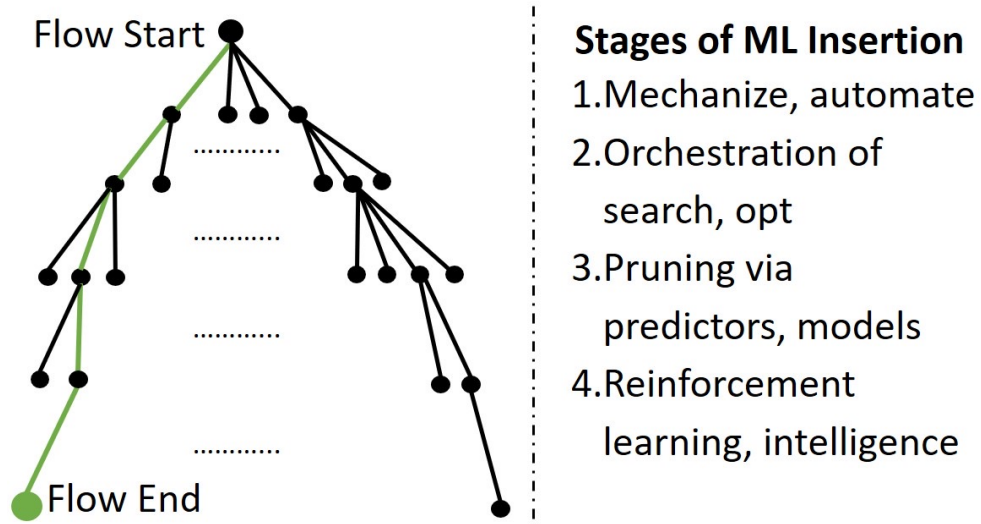 Flow Start
Flow End
Stages of ML Insertion
1.Mechanize, automate
2.Orchestration of
search, opt
3.Pruning via
predictors, models
4.Reinforcement
learning, intelligence